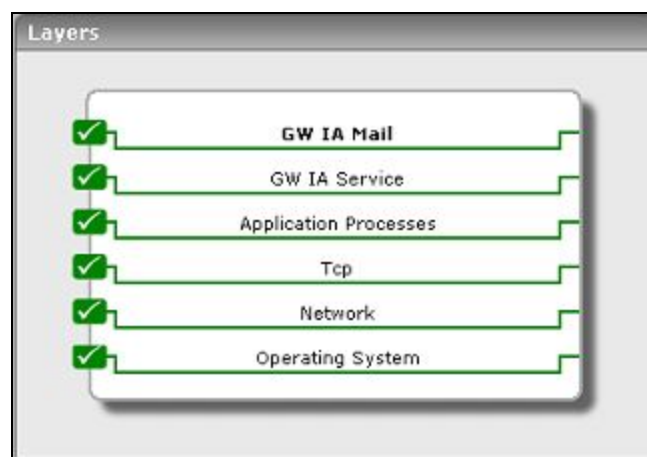 Layers
GW IA Mail
GW IA Service
Application Processes
Tcp
Network
Operating System